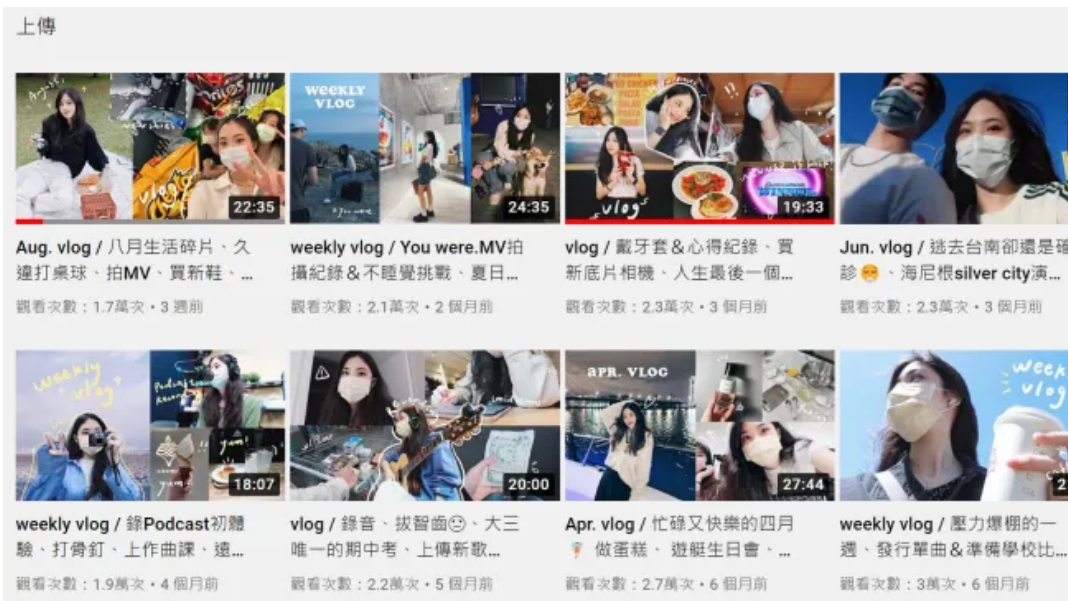 上傳
August
new shoes
vlog
22:35
WEEKLY
VLOG
You were
24:35
!!
vlog
19:33
Aug. vlog / 八月生活碎片、久
違打桌球、拍MV、買新鞋、...
觀看次數：1.7萬次・3 週前
weekly vlog / You were.MV拍
攝紀錄＆不睡覺挑戰、夏日...
觀看次數：2.1萬次・2 個月前
vlog / 戴牙套＆心得紀錄、買
新底片相機、人生最後一個...
觀看次數：2.3萬次・3 個月前
Jun. vlog / 逃去台南卻還是確
診😷、海尼根silver city演...
觀看次數：2.3萬次・3 個月前
weekly
vlog
Podcast
Recording
yum!
yum!
18:07
20:00
APR. VLOG
27:44
week
vlog
2
weekly vlog / 錄Podcast初體
驗、打骨釘、上作曲課、遠...
觀看次數：1.9萬次・4 個月前
vlog / 錄音、拔智齒☹、大三
唯一的期中考、上傳新歌...
觀看次數：2.2萬次・5 個月前
Apr. vlog / 忙碌又快樂的四月
🍹 做蛋糕、 遊艇生日會、...
觀看次數：2.7萬次・6 個月前
weekly vlog / 壓力爆棚的一
週、發行單曲＆準備學校比...
觀看次數：3萬次・6 個月前